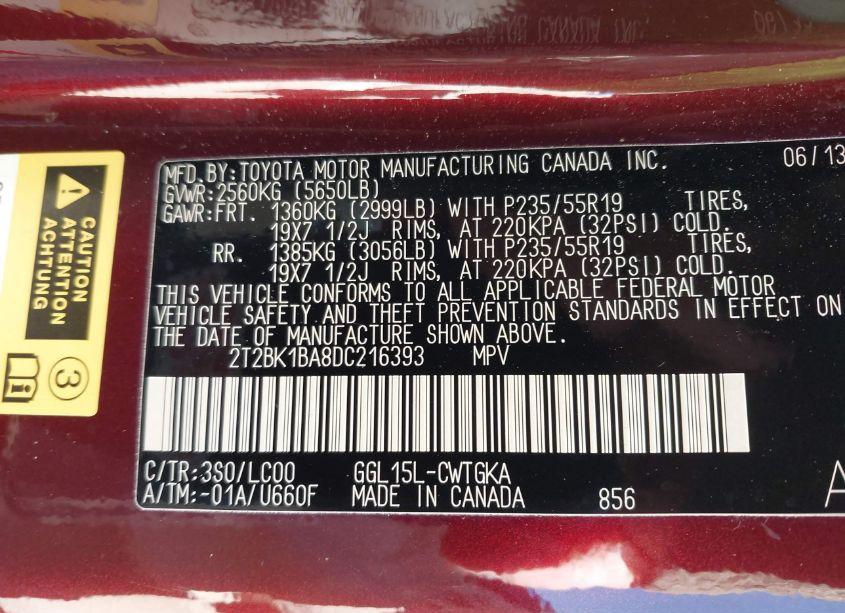 MFD.BY:TOYOTA MOTOR MANUFACTURING CANADA INC. 06/13
GVWR:2560KG (5650LB)
GAWR:FRT. 1360KG (2999LB) WITH P235/55R19 TIRES,
19X7 1/2J RIMS, AT 220KPA (32PSI) COLD.
RR. 1385KG (3056LB) WITH P235/55R19 TIRES,
19X7 1/2J RIMS, AT 220KPA (32PSI) COLD.
THIS VEHICLE CONFORMS TO ALL APPLICABLE FEDERAL MOTOR
VEHICLE SAFETY AND THEFT PREVENTION STANDARDS IN EFFECT ON
THE DATE OF MANUFACTURE SHOWN ABOVE.
2T2BK1BA8DC216393 MPV
C/TR:3S0/LC00 GGL15L-CWTGKA
A/TM:-01A/U660F MADE IN CANADA 856
CAUTION
ATTENTION
ACHTUNG
3